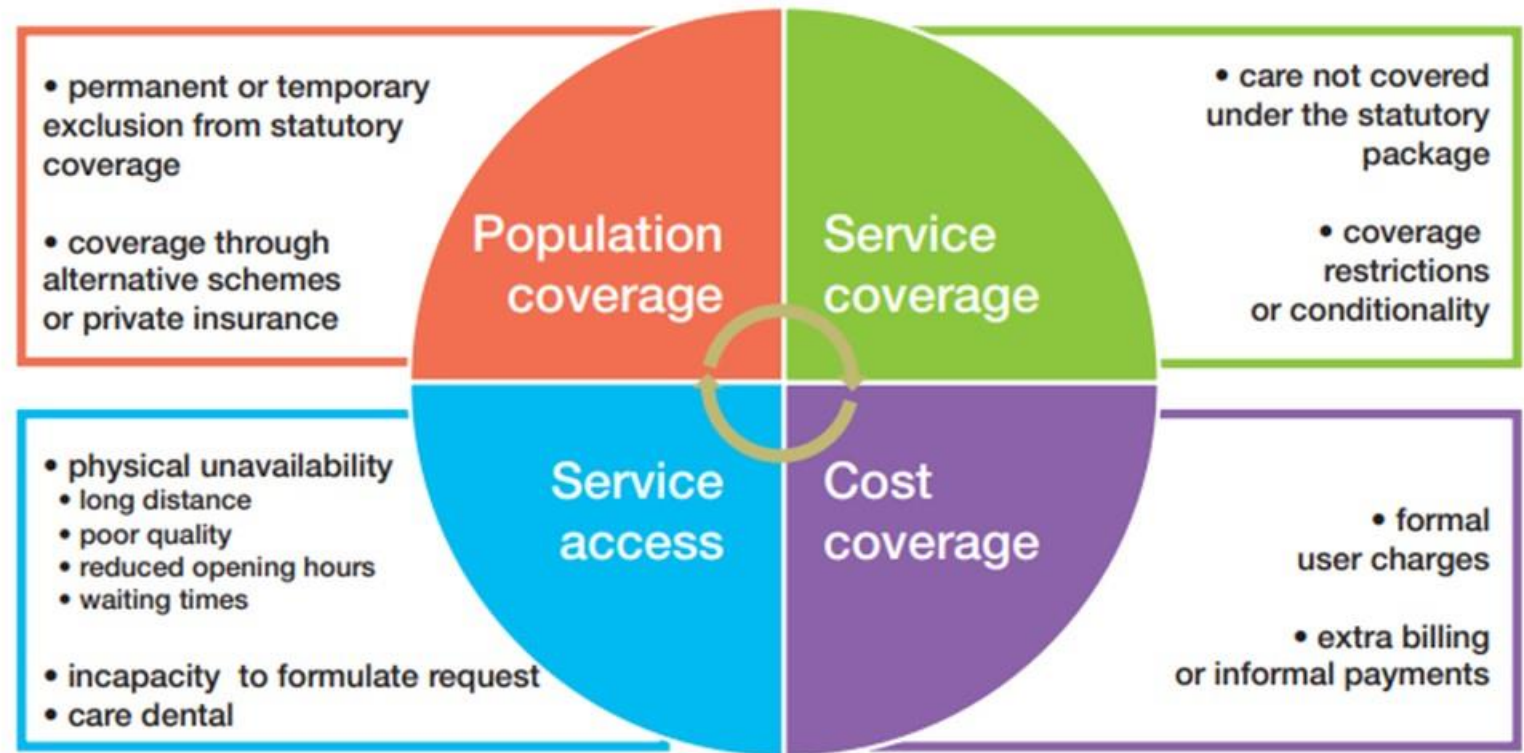 • permanent or temporary
exclusion from statutory
coverage
• coverage through
alternative schemes
or private insurance
Population
coverage
Service
coverage
• care not covered
under the statutory
package
• coverage
restrictions
or conditionality
• physical unavailability
• long distance
• poor quality
• reduced opening hours
• waiting times
• incapacity to formulate request
• care dental
Service
access
Cost
coverage
• formal
user charges
• extra billing
or informal payments